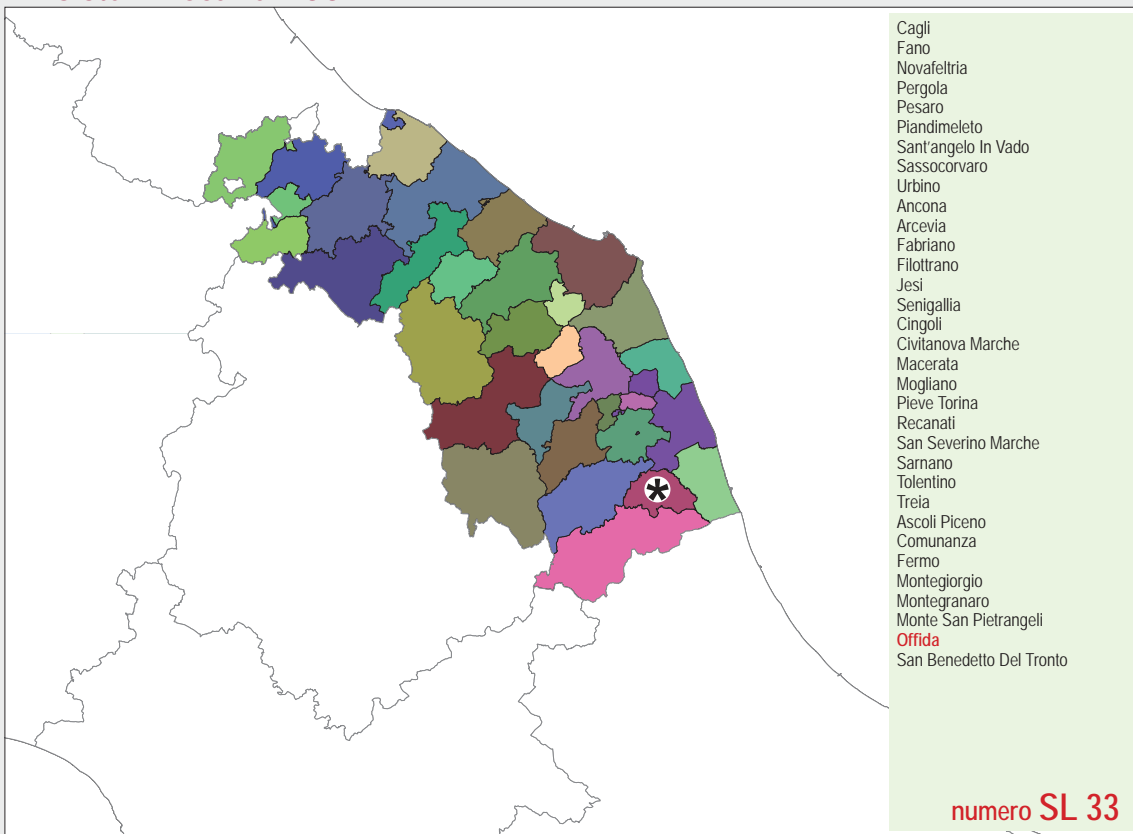 Cagli
Fano
Novafeltria
Pergola
Pesaro
Piandimeleto
Sant'angelo In Vado
Sassocorvaro
Urbino
Ancona
Arcevia
Fabriano
Filottrano
Jesi
Senigallia
Cingoli
Civitanova Marche
Macerata
Mogliano
Pieve Torina
Recanati
San Severino Marche
Sarnano
Tolentino
Treia
Ascoli Piceno
Comunanza
Fermo
Montegiorgio
Montegranaro
Monte San Pietrangeli
Offida
San Benedetto Del Tronto
numero SL 33